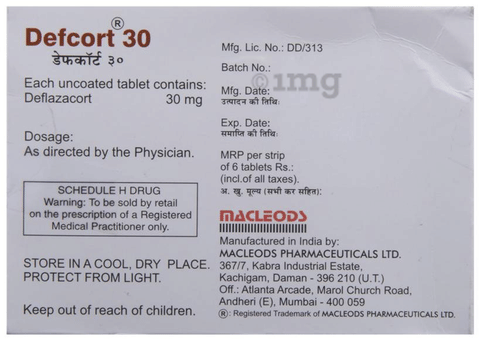 Defcort® 30
डेफकॉर्ट ३०
Each uncoated tablet contains:
Deflazacort 30 mg
Dosage:
As directed by the Physician.
SCHEDULE H DRUG
Warning: To be sold by retail
on the prescription of a Registered
Medical Practitioner only.
STORE IN A COOL, DRY PLACE.
PROTECT FROM LIGHT.
Keep out of reach of children.
Mfg. Lic. No.: DD/313
Batch No.:
1mg
Mfg. Date:
उत्पादन की तिथि:
Exp. Date:
समाप्ति की तिथि:
MRP per strip
of 6 tablets Rs.:
(incl.of all taxes).
अ. खु. मूल्य (सभी कर सहित):
MACLEODS
Manufactured in India by:
MACLEODS PHARMACEUTICALS LTD.
367/7, Kabra Industrial Estate,
Kachigam, Daman - 396 210 (U.T.)
Off.: Atlanta Arcade, Marol Church Road,
Andheri (E), Mumbai - 400 059
®: Registered Trademark of MACLEODS PHARMACEUTICALS LTD.